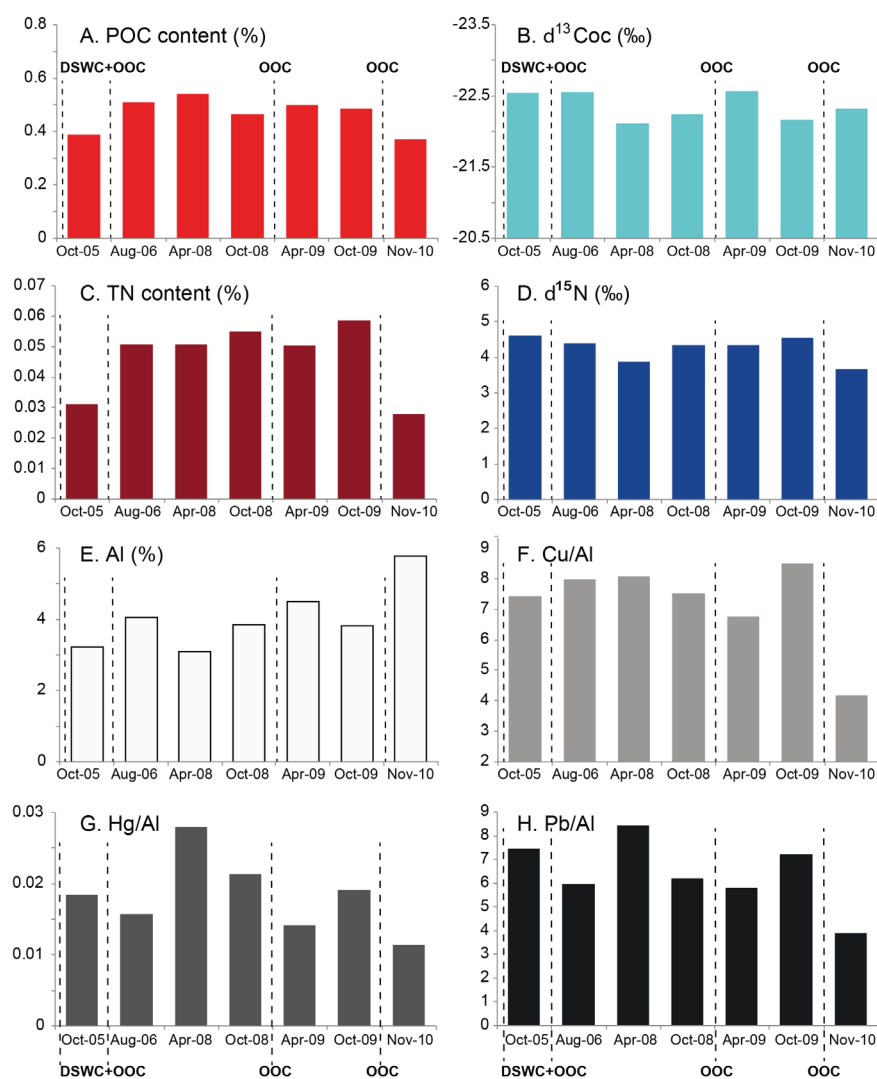 A. POC content (%)
DSWC+OOC OOC OOC
0.8
0.6
0.4
0.2
0
Oct-05 Aug-06 Apr-08 Oct-08 Apr-09 Oct-09 Nov-10
B. d13Coc (‰)
DSWC+OOC OOC OOC
-23.5
-22.5
-21.5
-20.5
Oct-05 Aug-06 Apr-08 Oct-08 Apr-09 Oct-09 Nov-10
C. TN content (%)
0.07
0.06
0.05
0.04
0.03
0.02
0.01
0
Oct-05 Aug-06 Apr-08 Oct-08 Apr-09 Oct-09 Nov-10
D. d15N (‰)
6
5
4
3
2
1
0
Oct-05 Aug-06 Apr-08 Oct-08 Apr-09 Oct-09 Nov-10
E. Al (%)
6
4
2
0
Oct-05 Aug-06 Apr-08 Oct-08 Apr-09 Oct-09 Nov-10
F. Cu/Al
9
8
7
6
5
4
3
2
Oct-05 Aug-06 Apr-08 Oct-08 Apr-09 Oct-09 Nov-10
G. Hg/Al
0.03
0.02
0.01
0
Oct-05 Aug-06 Apr-08 Oct-08 Apr-09 Oct-09 Nov-10
DSWC+OOC OOC OOC
H. Pb/Al
9
8
7
6
5
4
3
2
1
0
Oct-05 Aug-06 Apr-08 Oct-08 Apr-09 Oct-09 Nov-10
DSWC+OOC OOC OOC